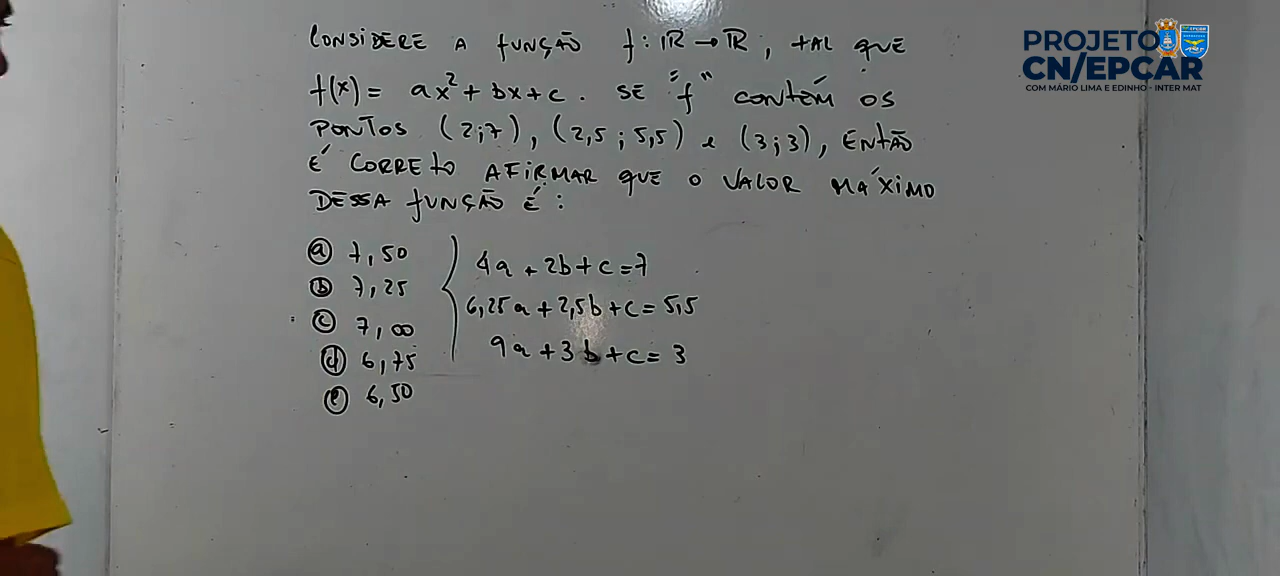 CONSIDERE A FUNÇÃO f: ℝ → ℝ, TAL QUE
f(x) = ax² + bx + c. SE "f" CONTÉM OS
PONTOS (2;7), (2,5 ; 5,5) e (3;3), ENTÃO
É CORRETO AFIRMAR QUE O VALOR MÁXIMO
DESSA FUNÇÃO É:
ⓐ 7,50
ⓑ 7,25
ⓒ 7,00
ⓓ 6,75
ⓔ 6,50
4a + 2b + c = 7
6,25a + 2,5b + c = 5,5
9a + 3b + c = 3
PROJETO
CN/EPCAR
COM MÁRIO LIMA E EDINHO - INTER MAT